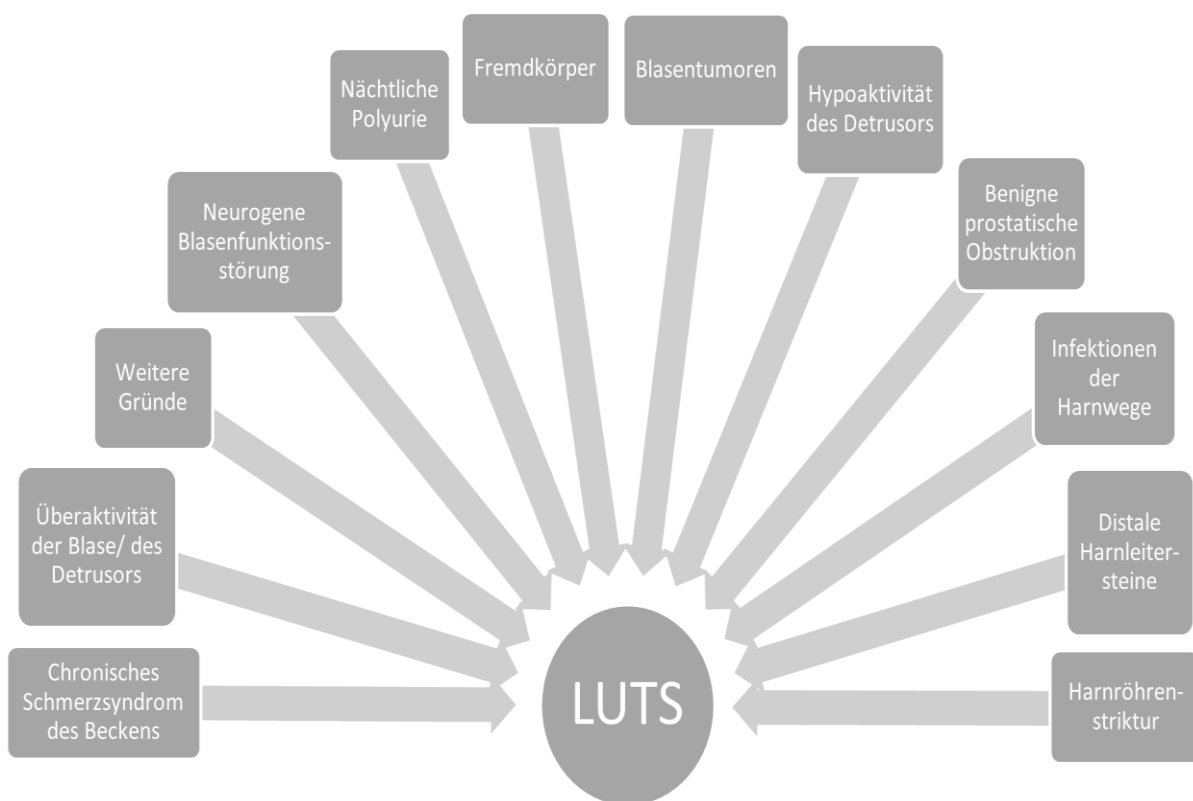 Chronisches
Schmerzsyndrom
des Beckens
Überaktivität
der Blase/ des
Detrusors
Weitere
Gründe
Neurogene
Blasenfunktions-
störung
Nächtliche
Polyurie
Fremdkörper
Blasentumoren
Hypoaktivität
des Detrusors
Benigne
prostatische
Obstruktion
Infektionen
der
Harnwege
Distale
Harnleiter-
steine
Harnröhren-
striktur
LUTS